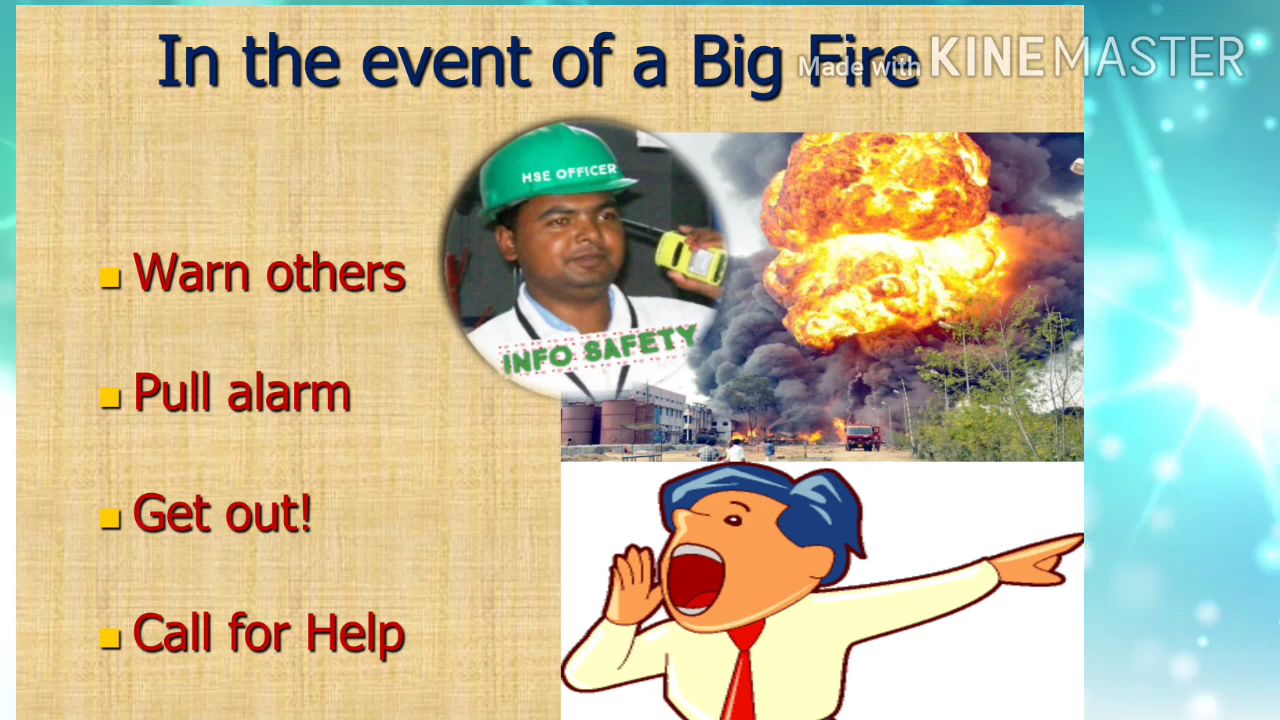 In the event of a Big Fire
Made with KINEMASTER
HSE OFFICER
INFO SAFETY
Warn others
Pull alarm
Get out!
Call for Help